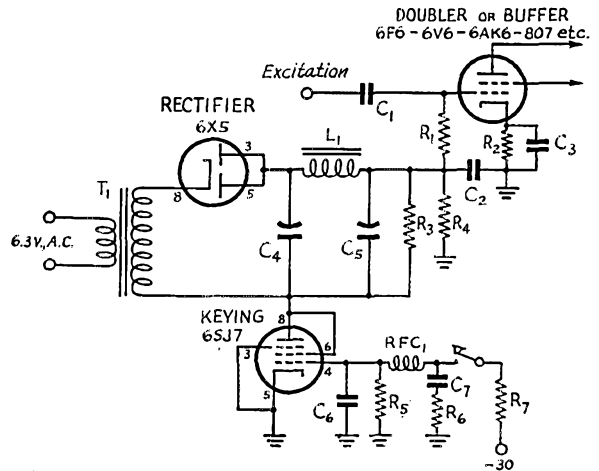 DOUBLER OR BUFFER
6F6-6V6-6AK6-807 etc.
Excitation
C1
RECTIFIER
6X5
L1
R1
R2
C3
3
5
8
T1
C2
6.3V., A.C.
C4
C5
R3
R4
KEYING
6SJ7
8
3
6
4
5
RFC1
C6
R5
C7
R6
R7
-30